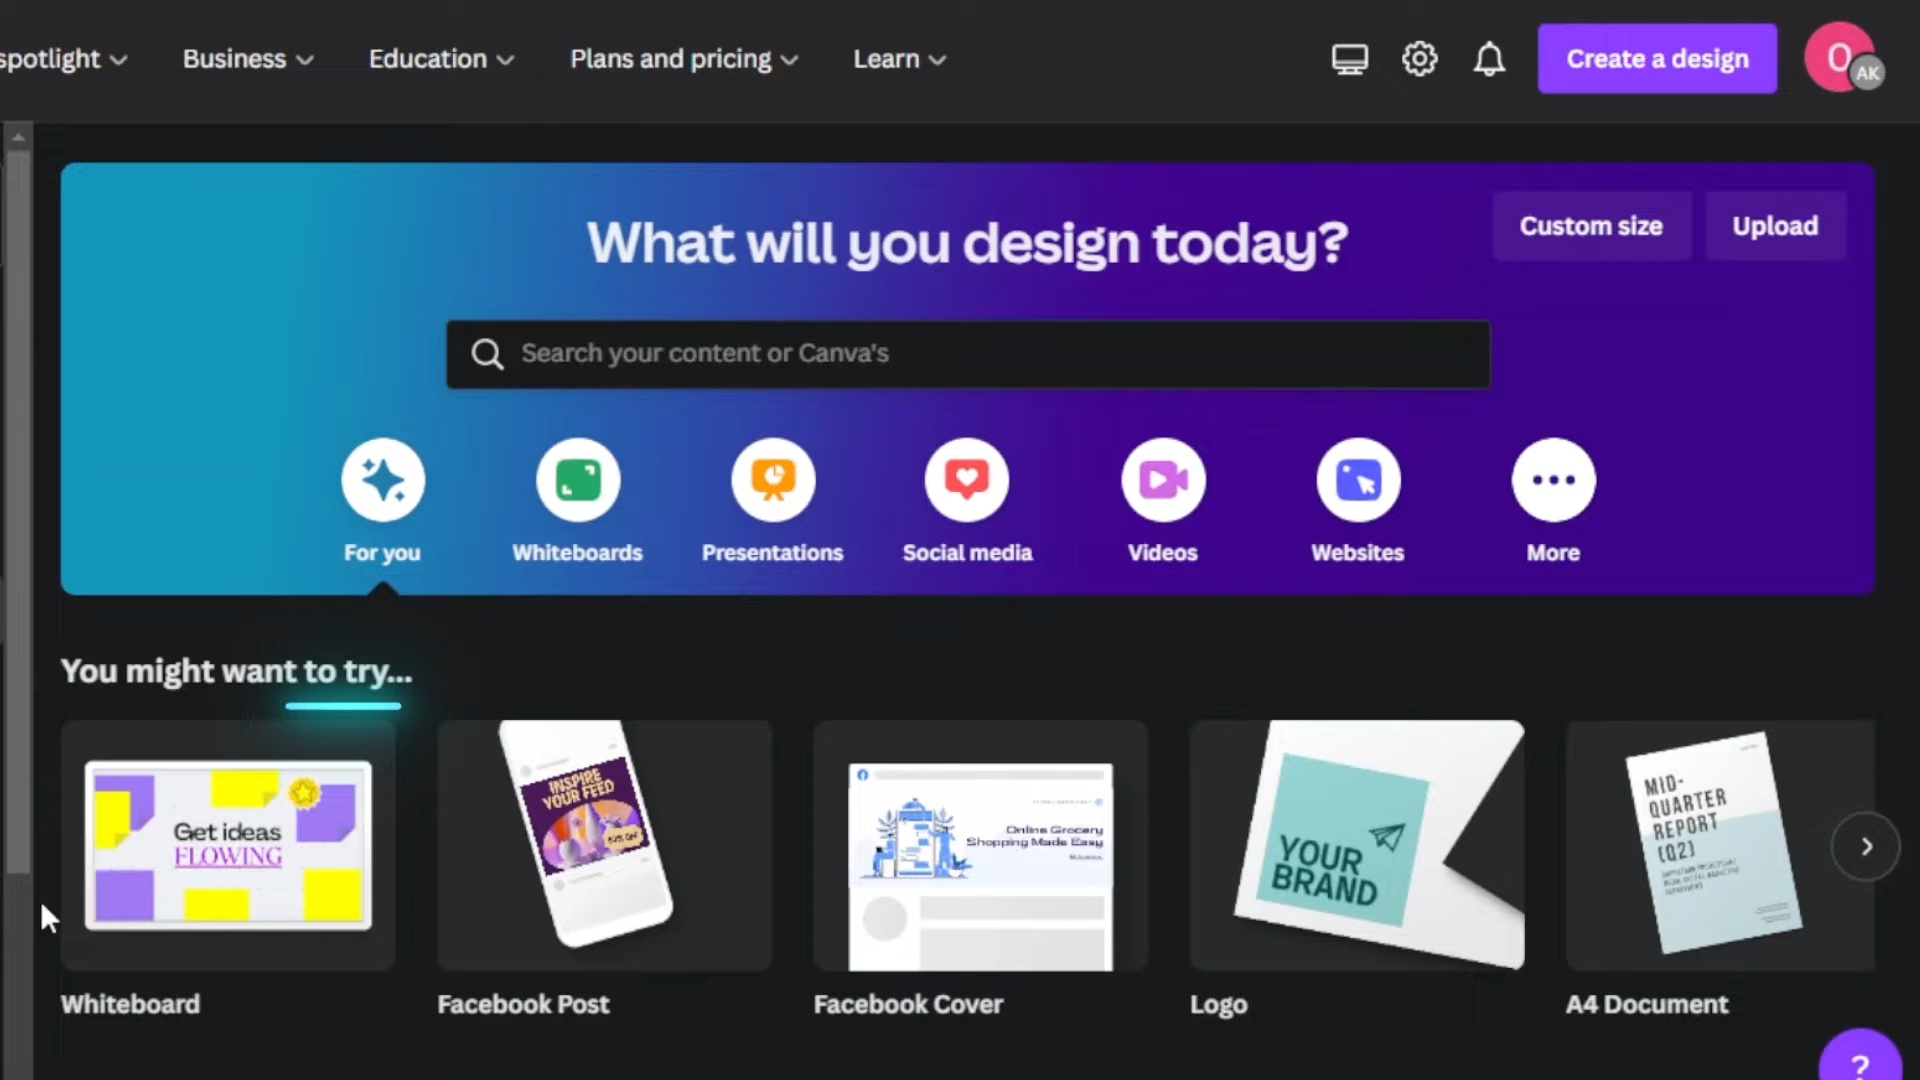 spotlight
Business
Education
Plans and pricing
Learn
Create a design
O
AK
What will you design today?
Custom size
Upload
Search your content or Canva's
For you
Whiteboards
Presentations
Social media
Videos
Websites
More
You might want to try...
Get ideas
FLOWING
INSPIRE
YOUR FEED
Online Grocery
Shopping Made Easy
YOUR
BRAND
MID-
QUARTER
REPORT
(Q2)
Whiteboard
Facebook Post
Facebook Cover
Logo
A4 Document
?